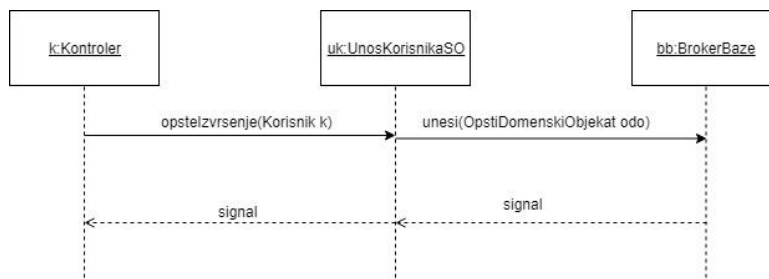 k:Kontroler
uk:UnosKorisnikaSO
bb:BrokerBaze
opsteIzvrsenje(Korisnik k)
unesi(OpstiDomenskiObjekat odo)
signal
signal